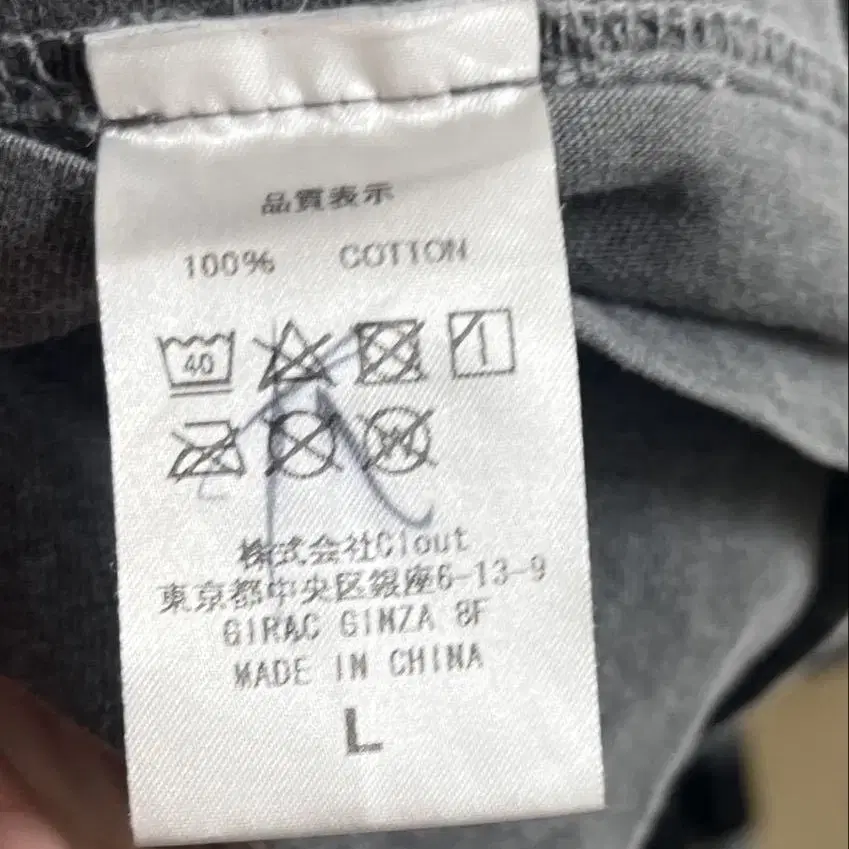 品質表示
100% COTTON
40
W
株式会社Clout
東京都中央区銀座6-13-9
GIRAC GINZA 8F
MADE IN CHINA
L